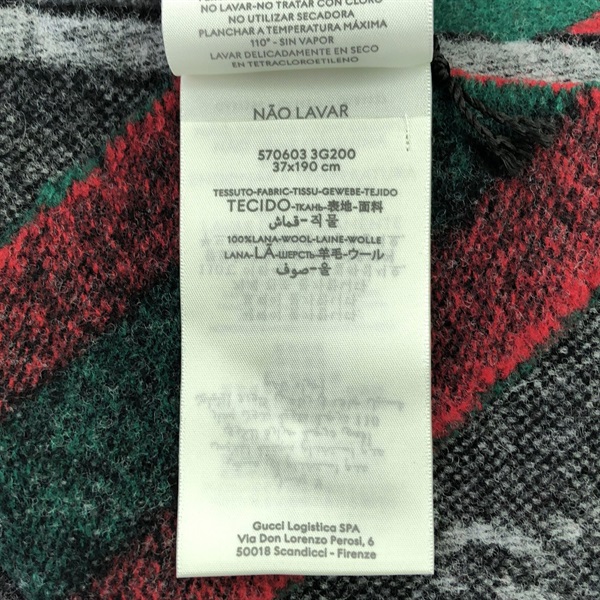 NO LAVAR-NO TRATAR CON CLORO
NO UTILIZAR SECADORA
PLANCHAR A TEMPERATURA MÁXIMA
110° - SIN VAPOR
LAVAR DELICADAMENTE EN SECO
EN TETRACLOROETILENO
NÃO LAVAR
570603 3G200
37x190 cm
TESSUTO-FABRIC-TISSU-GEWEBE-TEJIDO
TECIDO-ТКАНЬ-表地-面料
직물-قماش
100%LANA-WOOL-LAINE-WOLLE
LANA-LÃ-ШЕРСТЬ-羊毛-ウール
울-صوف
Gucci Logistica SPA
Via Don Lorenzo Perosi, 6
50018 Scandicci - Firenze